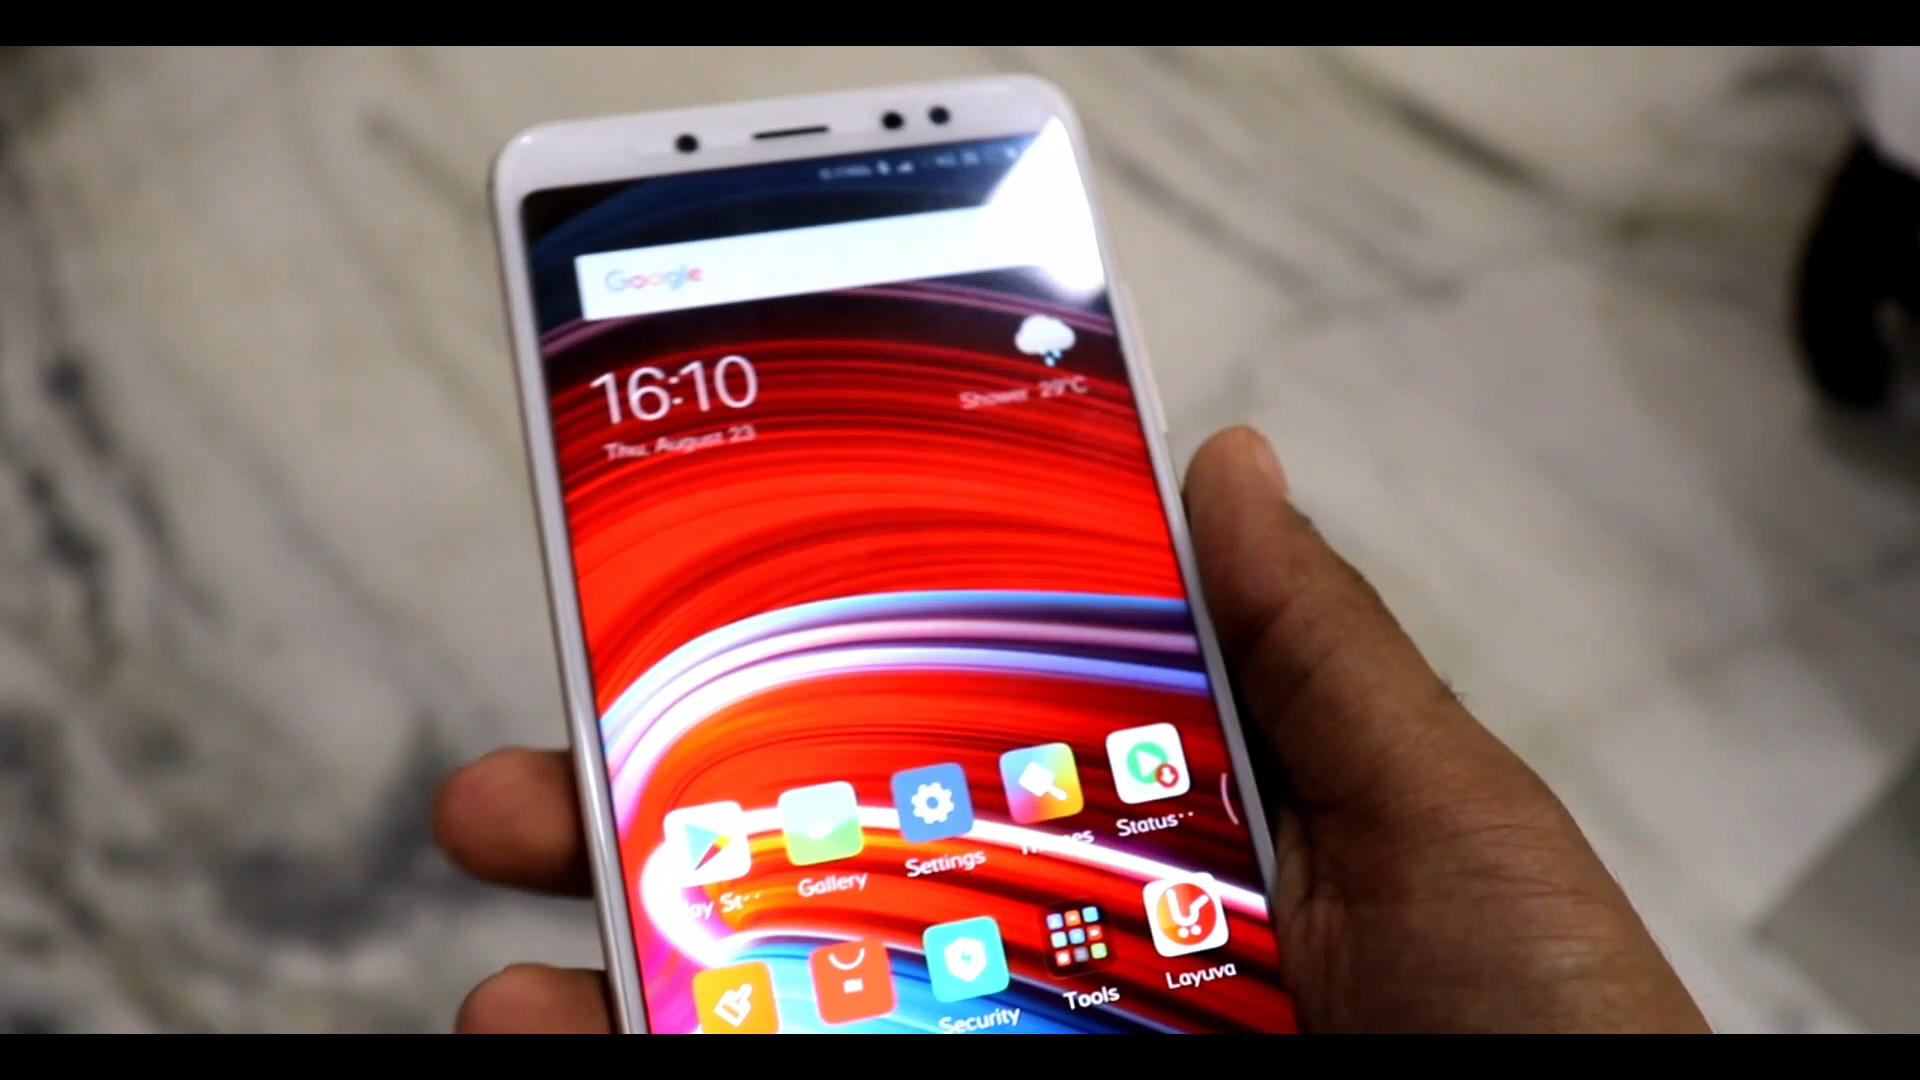 Google
16:10
Thu, August 23
Shower 29°C
Gallery
Settings
Status··
Security
Tools
Layuva